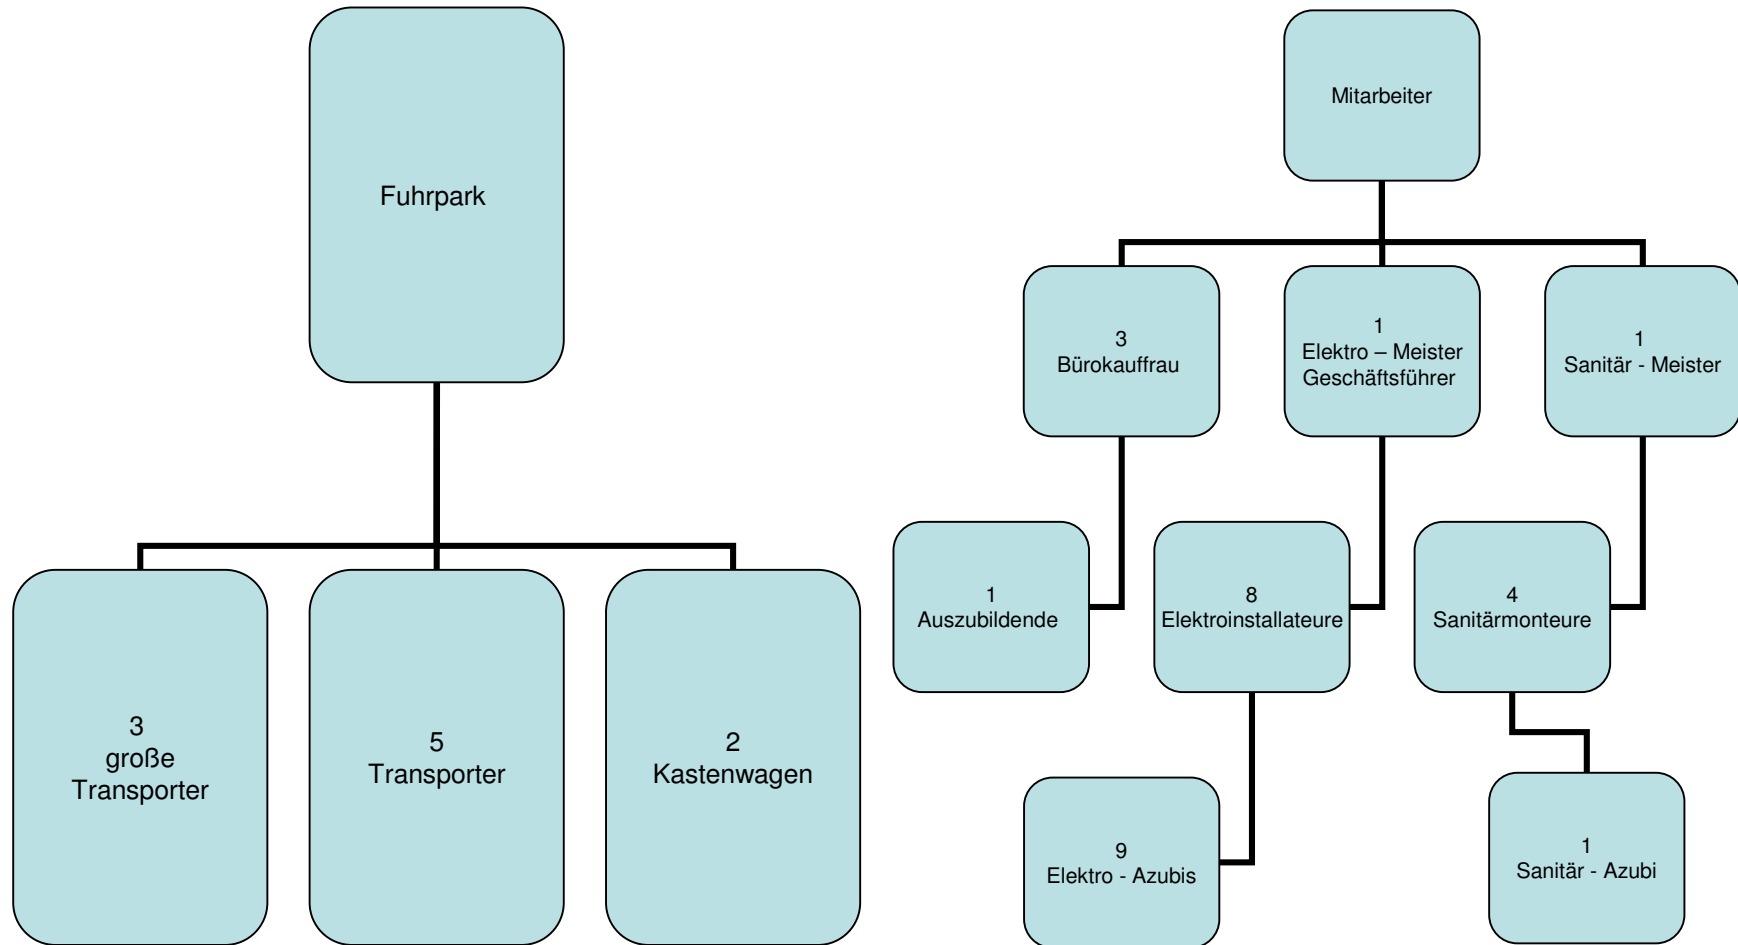 Fuhrpark
3
große
Transporter
5
Transporter
2
Kastenwagen
Mitarbeiter
3
Bürokauffrau
1
Elektro – Meister
Geschäftsführer
1
Sanitär - Meister
1
Auszubildende
8
Elektroinstallateure
4
Sanitärmonteure
9
Elektro - Azubis
1
Sanitär - Azubi